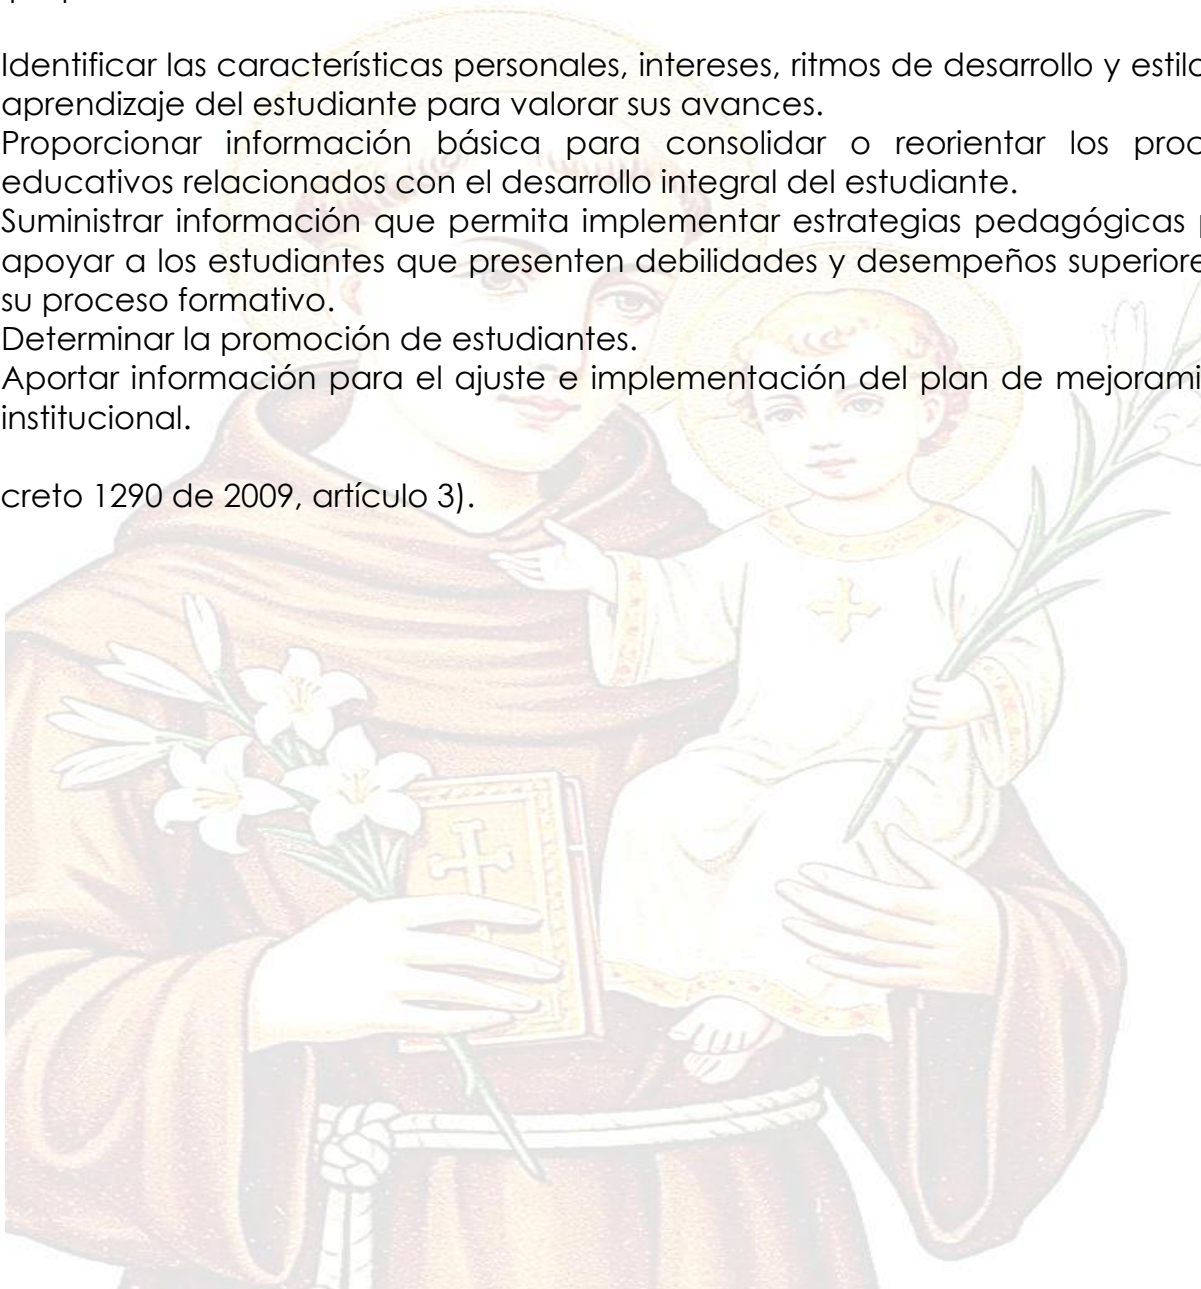 Identificar las características personales, intereses, ritmos de desarrollo y estilo
aprendizaje del estudiante para valorar sus avances.
Proporcionar información básica para consolidar o reorientar los proc
educativos relacionados con el desarrollo integral del estudiante.
Suministrar información que permita implementar estrategias pedagógicas p
apoyar a los estudiantes que presenten debilidades y desempeños superiore
su proceso formativo.
Determinar la promoción de estudiantes.
Aportar información para el ajuste e implementación del plan de mejorami
institucional.
creto 1290 de 2009, artículo 3).